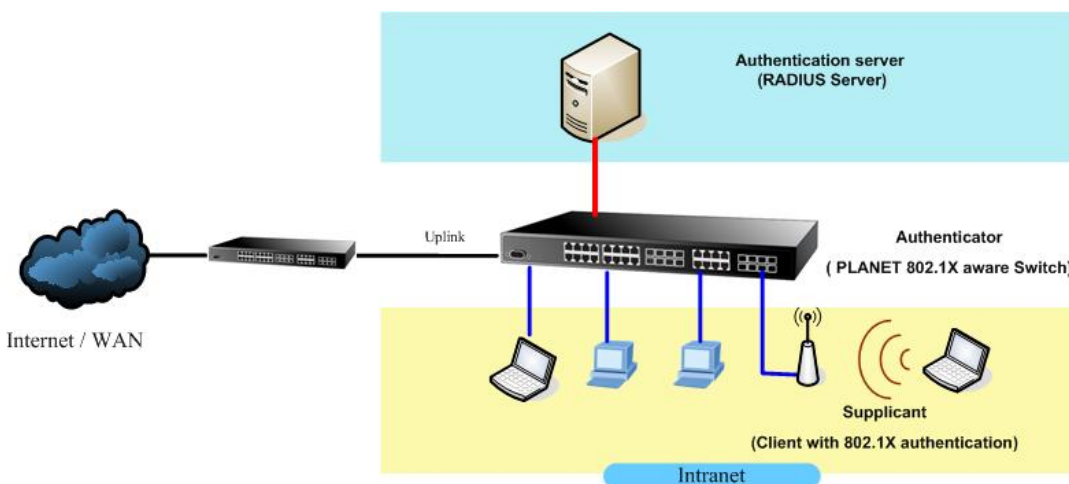 Authentication server
(RADIUS Server)
Uplink
Authenticator
( PLANET 802.1X aware Switch)
Internet / WAN
Supplicant
(Client with 802.1X authentication)
Intranet